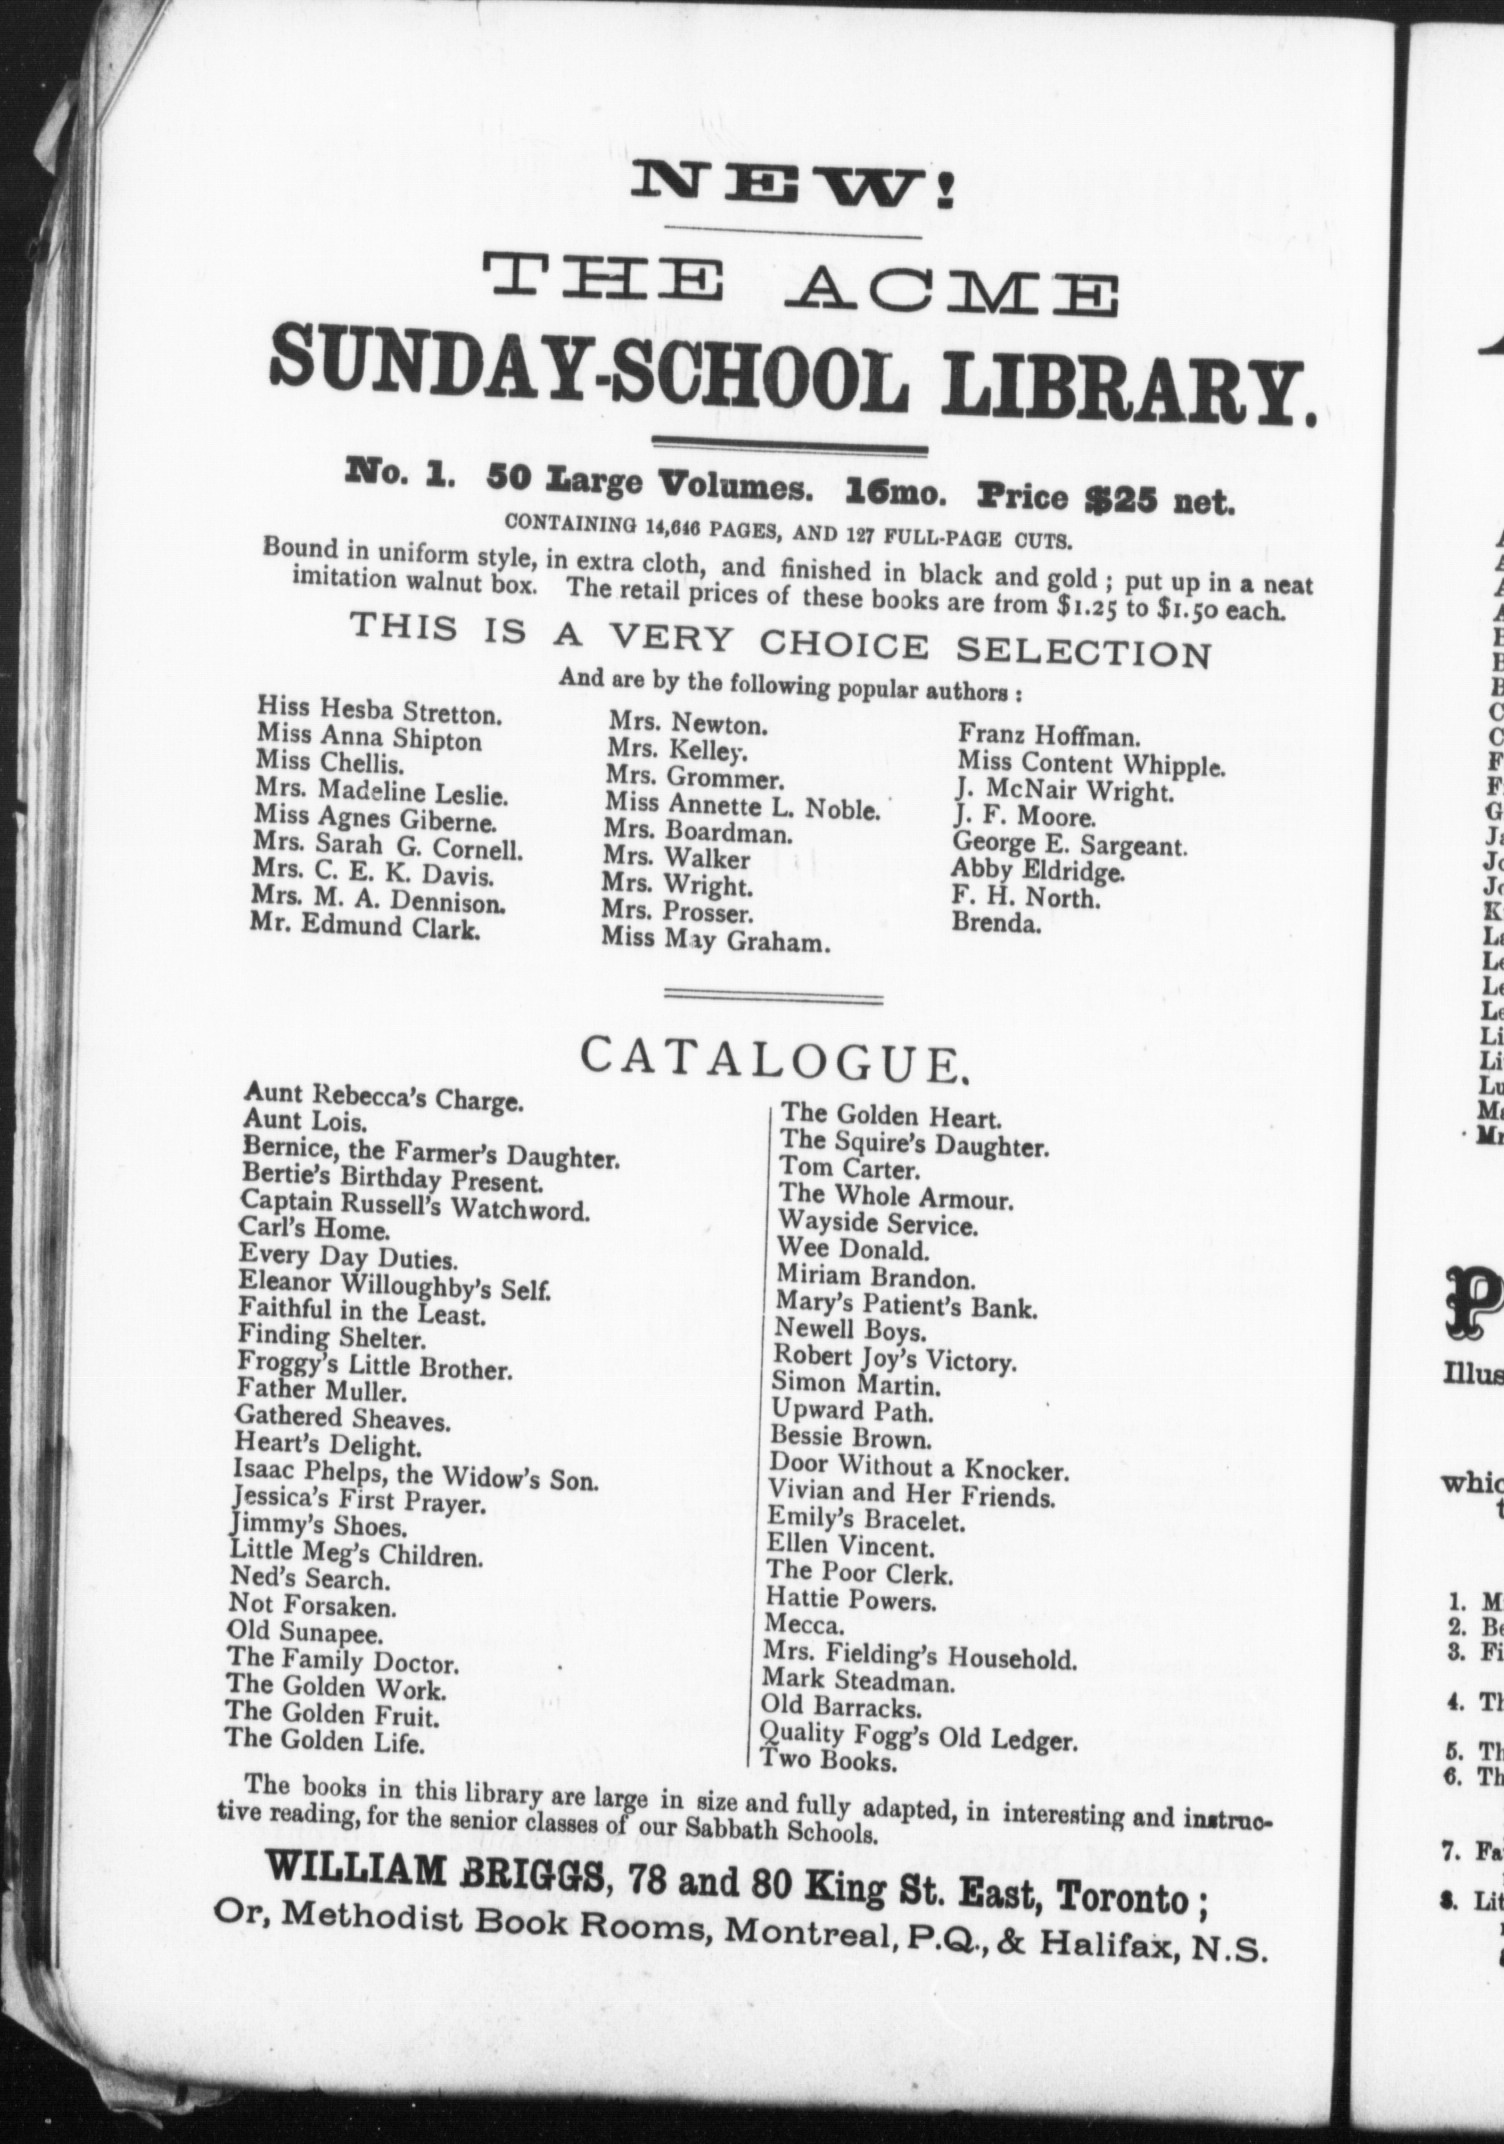 NEW!
THE ACME
SUNDAY-SCHOOL LIBRARY.
No. 1. 50 Large Volumes. 16mo. Price $25 net.
CONTAINING 14,646 PAGES, AND 127 FULL-PAGE CUTS.
Bound in uniform style, in extra cloth, and finished in black and gold ; put up in a neat
imitation walnut box. The retail prices of these books are from $1.25 to $1.50 each.
THIS IS A VERY CHOICE SELECTION
And are by the following popular authors :
Hiss Hesba Stretton.
Miss Anna Shipton
Miss Chellis.
Mrs. Madeline Leslie.
Miss Agnes Giberne.
Mrs. Sarah G. Cornell.
Mrs. C. E. K. Davis.
Mrs. M. A. Dennison.
Mr. Edmund Clark.
Mrs. Newton.
Mrs. Kelley.
Mrs. Grommer.
Miss Annette L. Noble.
Mrs. Boardman.
Mrs. Walker
Mrs. Wright.
Mrs. Prosser.
Miss May Graham.
Franz Hoffman.
Miss Content Whipple.
J. McNair Wright.
J. F. Moore.
George E. Sargeant.
Abby Eldridge.
F. H. North.
Brenda.
CATALOGUE.
Aunt Rebecca's Charge.
Aunt Lois.
Bernice, the Farmer's Daughter.
Bertie's Birthday Present.
Captain Russell's Watchword.
Carl's Home.
Every Day Duties.
Eleanor Willoughby's Self.
Faithful in the Least.
Finding Shelter.
Froggy's Little Brother.
Father Muller.
Gathered Sheaves.
Heart's Delight.
Isaac Phelps, the Widow's Son.
Jessica's First Prayer.
Jimmy's Shoes.
Little Meg's Children.
Ned's Search.
Not Forsaken.
Old Sunapee.
The Family Doctor.
The Golden Work.
The Golden Fruit.
The Golden Life.
The Golden Heart.
The Squire's Daughter.
Tom Carter.
The Whole Armour.
Wayside Service.
Wee Donald.
Miriam Brandon.
Mary's Patient's Bank.
Newell Boys.
Robert Joy's Victory.
Simon Martin.
Upward Path.
Bessie Brown.
Door Without a Knocker.
Vivian and Her Friends.
Emily's Bracelet.
Ellen Vincent.
The Poor Clerk.
Hattie Powers.
Mecca.
Mrs. Fielding's Household.
Mark Steadman.
Old Barracks.
Quality Fogg's Old Ledger.
Two Books.
The books in this library are large in size and fully adapted, in interesting and instruc-
tive reading, for the senior classes of our Sabbath Schools.
WILLIAM BRIGGS, 78 and 80 King St. East, Toronto ;
Or, Methodist Book Rooms, Montreal, P.Q., & Halifax, N.S.